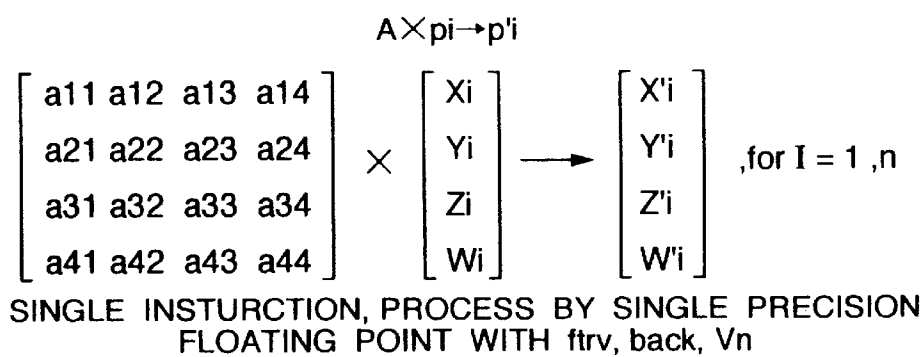 A×pi→p'i
a11 a12 a13 a14 Xi X'i
a21 a22 a23 a24 Yi Y'i
× → ,for I = 1 ,n
a31 a32 a33 a34 Zi Z'i
a41 a42 a43 a44 Wi W'i
SINGLE INSTURCTION, PROCESS BY SINGLE PRECISION
FLOATING POINT WITH ftrv, back, Vn